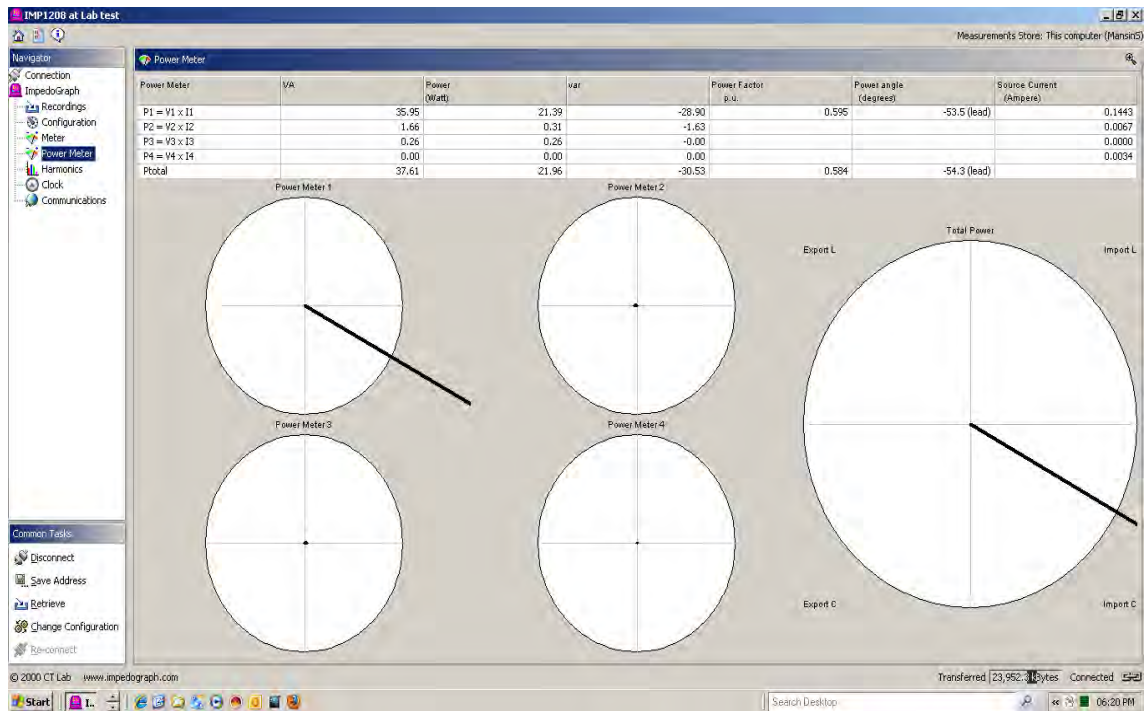 IMP1208 at Lab test
Measurements Store: This computer (MansinS)
Navigator
Connection
ImpedoGraph
Recordings
Configuration
Meter
Power Meter
Harmonics
Clock
Communications
Power Meter
Power Meter VA Power (Watt) var Power Factor p.u. Power angle (degrees) Source Current (Ampere)
P1 = V1 x I1 35.95 21.39 -28.90 0.595 -53.5 (lead) 0.1443
P2 = V2 x I2 1.66 0.31 -1.63 0.0067
P3 = V3 x I3 0.26 0.26 -0.00 0.0000
P4 = V4 x I4 0.00 0.00 0.00 0.0034
Ptotal 37.61 21.96 -30.53 0.584 -54.3 (lead)
Power Meter 1
Power Meter 2
Total Power
Export L
Import L
Power Meter 3
Power Meter 4
Export C
Import C
Common Tasks
Disconnect
Save Address
Retrieve
Change Configuration
Re-connect
© 2000 CT Lab www.impedograph.com
Transferred Connected
Start I..
Search Desktop
06:20 PM